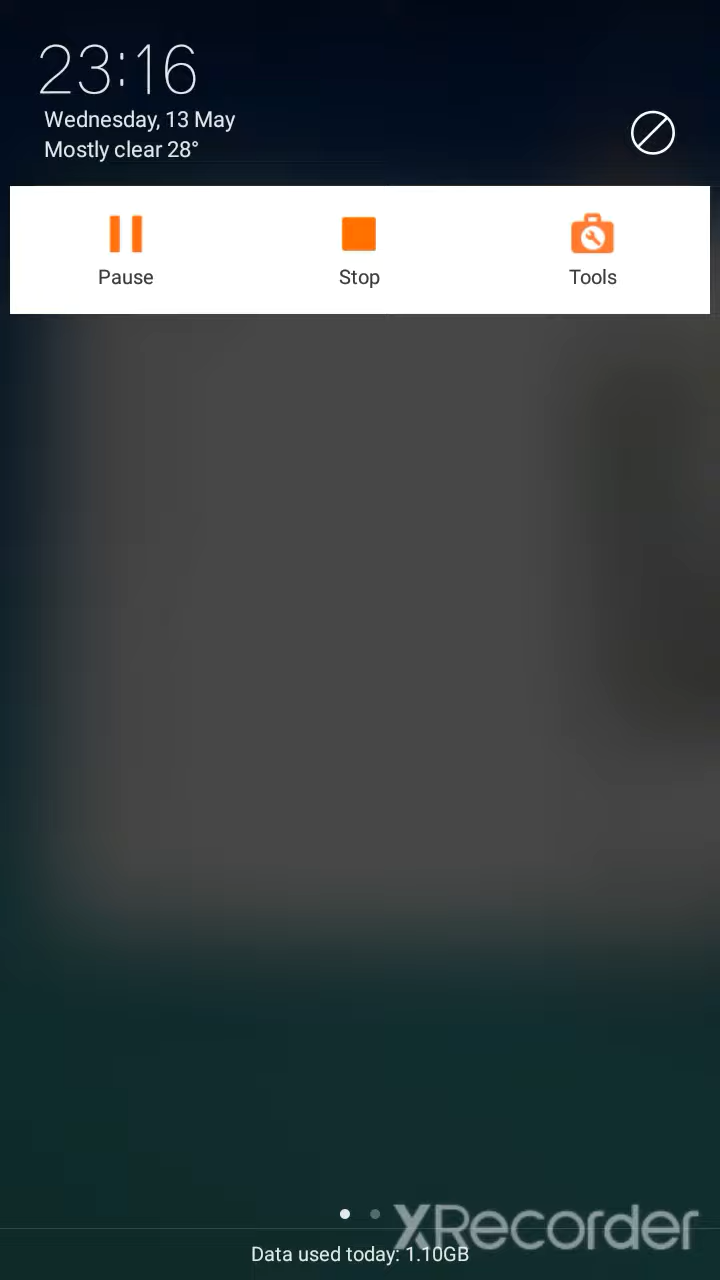 23:16
Wednesday, 13 May
Mostly clear 28°
Pause
Stop
Tools
XRecorder
Data used today: 1.10GB